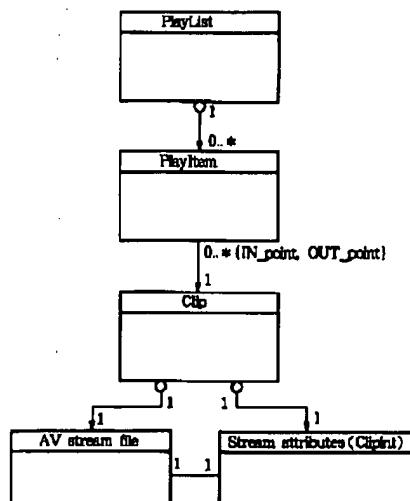 PlayList
1
0..*
PlayItem
0..* {IN_point, OUT_point}
1
Clip
1 1
1 1
AV stream file Stream attributes (ClipInf)
1 1